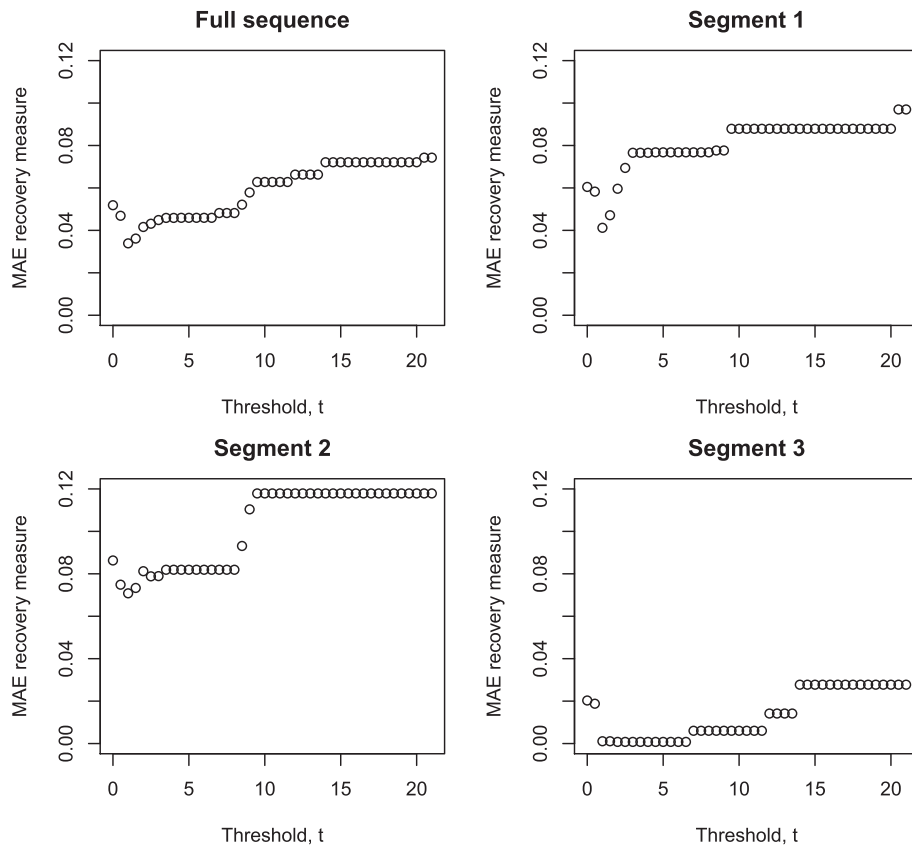 Full sequence
MAE recovery measure
0.00 0.04 0.08 0.12
0 5 10 15 20
Threshold, t
Segment 1
MAE recovery measure
0.00 0.04 0.08 0.12
0 5 10 15 20
Threshold, t
Segment 2
MAE recovery measure
0.00 0.04 0.08 0.12
0 5 10 15 20
Threshold, t
Segment 3
MAE recovery measure
0.00 0.04 0.08 0.12
0 5 10 15 20
Threshold, t